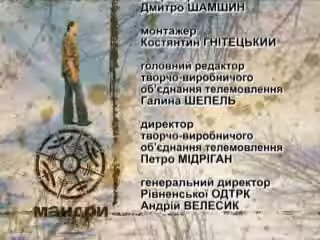 Дмитро ШАМШИН
монтажер
Костянтин ГНІТЕЦЬКИЙ
головний редактор
творчо-виробничого
об'єднання телемовлення
Галина ШЕПЕЛЬ
директор
творчо-виробничого
об'єднання телемовлення
Петро МІДРІГАН
генеральний директор
Рівненської ОДТРК
Андрій ВЕЛЕСИК
мандри